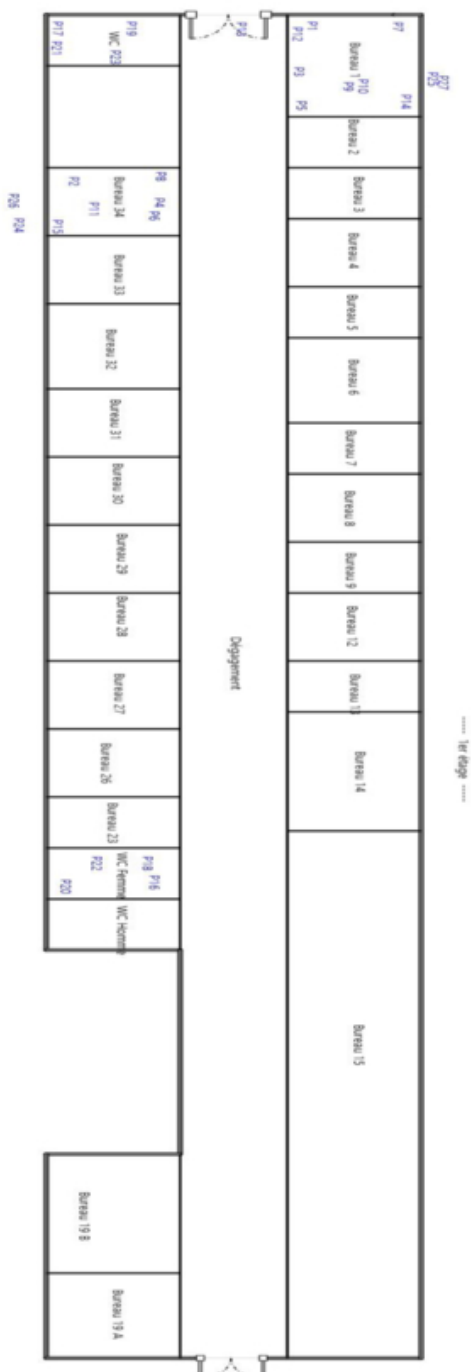 ----- 1er étage -----
P27
P25
P7
P14
P10
P9
Bureau 1
Bureau 2
Bureau 3
Bureau 4
Bureau 5
Bureau 6
Bureau 7
Bureau 8
Bureau 9
Bureau 12
Bureau 13
Bureau 14
Bureau 15
P1
P12
P3
P5
Dégagement
P19
WC
P23
P17
P21
P8
P4
P6
Bureau 34
P11
P2
P15
Bureau 33
Bureau 32
Bureau 31
Bureau 30
Bureau 29
Bureau 28
Bureau 27
Bureau 26
Bureau 23
P18
P16
WC Femme
P22
P20
WC Homme
Bureau 19 B
Bureau 19 A
P24
P26